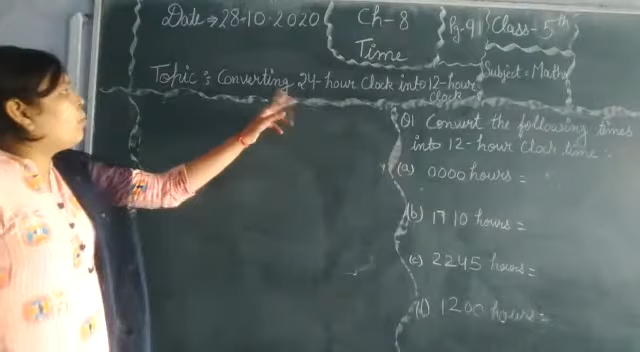 Date → 28-10-2020
Ch-8
Time
Pg-91
Class-5th
Subject = Maths
Topic : Converting 24-hour Clock into 12-hour
Clock
Q1 Convert the following times
into 12-hour Clock time :-
(a) 0000 hours =
(b) 1710 hours =
(c) 2245 hours =
(d) 1200 hours =